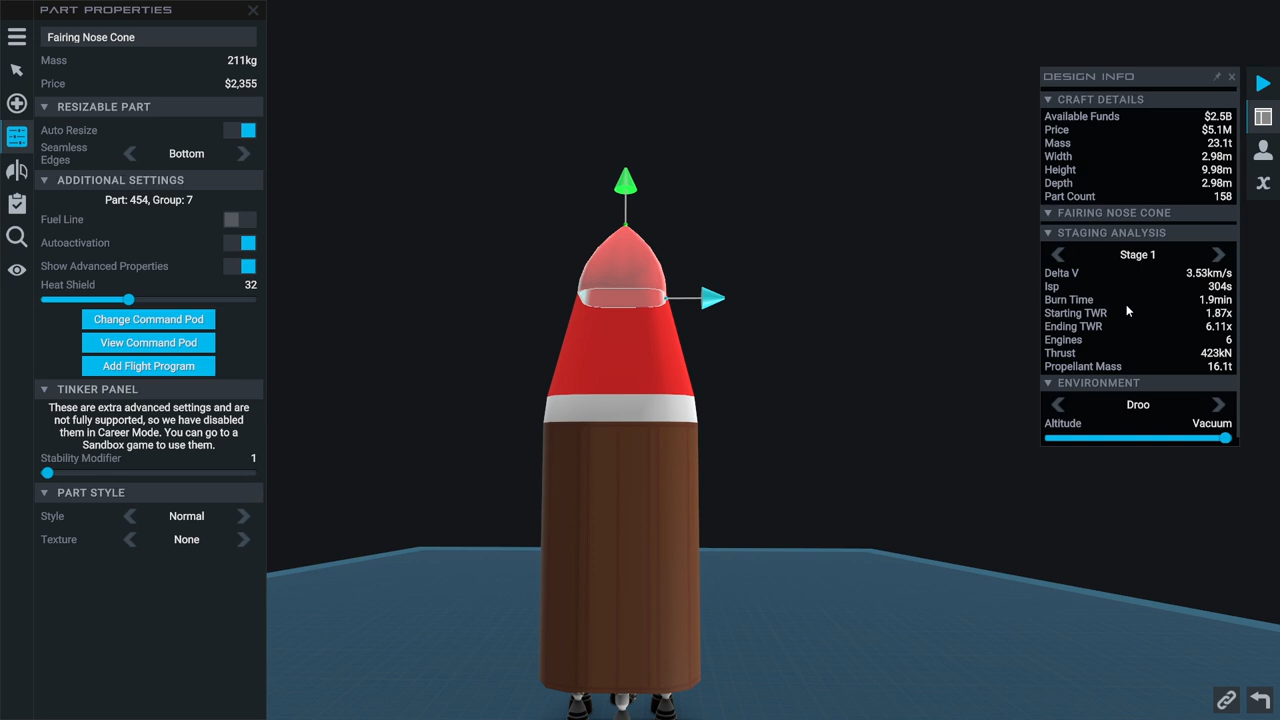 PART PROPERTIES
Fairing Nose Cone
Mass 211kg
Price $2,355
RESIZABLE PART
Auto Resize
Seamless Edges Bottom
ADDITIONAL SETTINGS
Part: 454, Group: 7
Fuel Line
Autoactivation
Show Advanced Properties
Heat Shield 32
Change Command Pod
View Command Pod
Add Flight Program
TINKER PANEL
These are extra advanced settings and are
not fully supported, so we have disabled
them in Career Mode. You can go to a
Sandbox game to use them.
Stability Modifier 1
PART STYLE
Style Normal
Texture None
DESIGN INFO
CRAFT DETAILS
Available Funds $2.5B
Price $5.1M
Mass 23.1t
Width 2.98m
Height 9.98m
Depth 2.98m
Part Count 158
FAIRING NOSE CONE
STAGING ANALYSIS
Stage 1
Delta V 3.53km/s
Isp 304s
Burn Time 1.9min
Starting TWR 1.87x
Ending TWR 6.11x
Engines 6
Thrust 423kN
Propellant Mass 16.1t
ENVIRONMENT
Droo
Altitude Vacuum